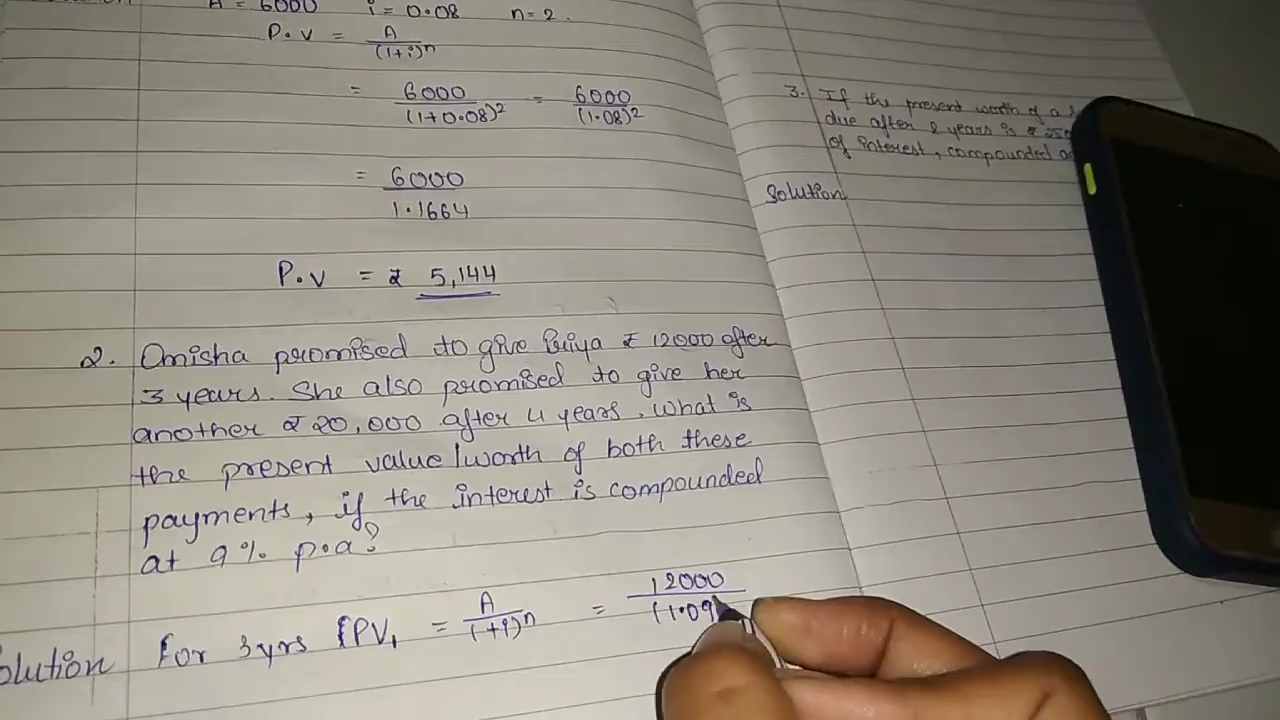 A = 6000 i = 0.08 n = 2.
P.V = A / (1+i)^n
= 6000 / (1+0.08)² = 6000 / (1.08)²
= 6000 / 1.1664
P.V = ₹ 5,144
2. Omisha promised to give Priya ₹ 12000 after
3 years. She also promised to give her
another ₹ 20,000 after 4 years. What is
the present value/worth of both these
payments, if the interest is compounded
at 9% p.a?
olution For 3yrs PV₁ = A / (1+i)^n = 12000 / (1.09)
3. If the present worth of a
due after 2 years is ₹
of interest, compounded
Solution